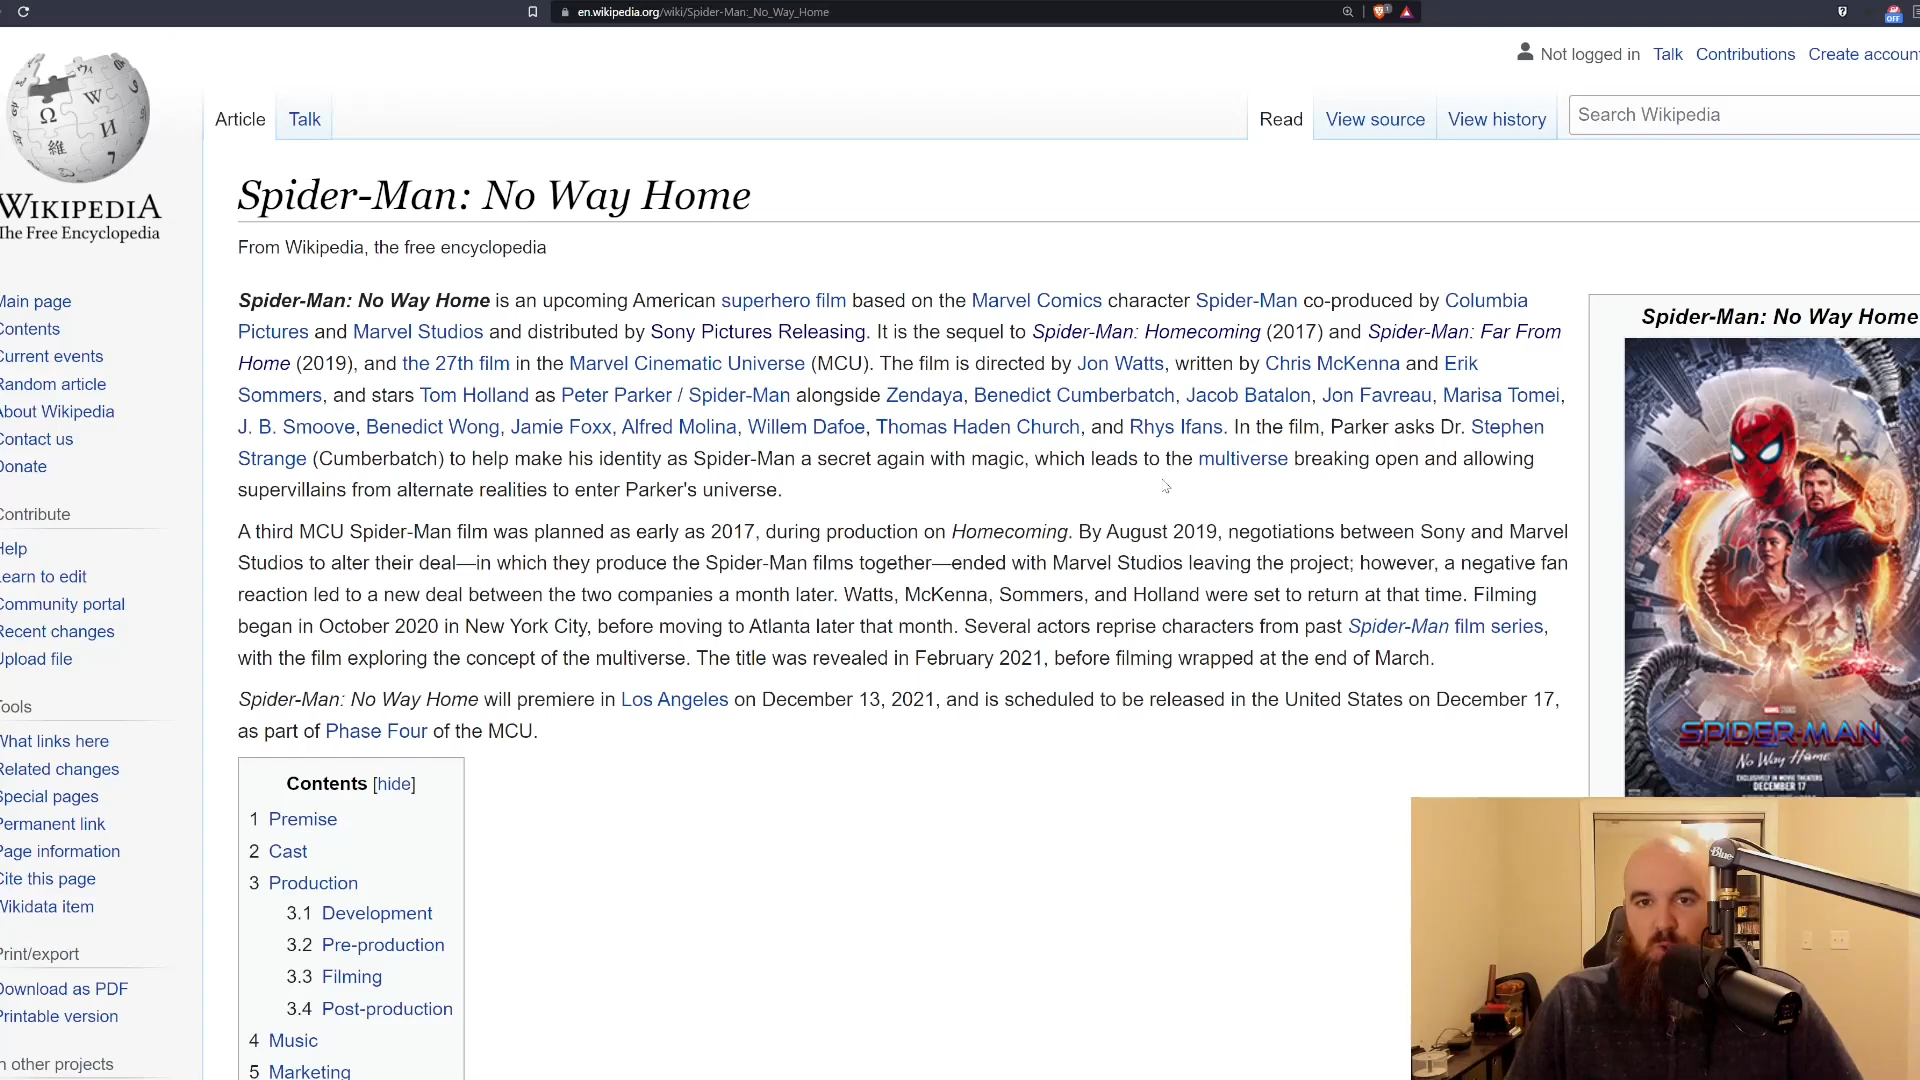 en.wikipedia.org/wiki/Spider-Man:_No_Way_Home
1
OFF
Not logged in Talk Contributions Create accoun
Article Talk Read View source View history Search Wikipedia
WIKIPEDIA
The Free Encyclopedia
Spider-Man: No Way Home
From Wikipedia, the free encyclopedia
Main page
Contents
Current events
Random article
About Wikipedia
Contact us
Donate
Contribute
Help
Learn to edit
Community portal
Recent changes
Upload file
Tools
What links here
Related changes
Special pages
Permanent link
Page information
Cite this page
Wikidata item
Print/export
Download as PDF
Printable version
In other projects
Spider-Man: No Way Home is an upcoming American superhero film based on the Marvel Comics character Spider-Man co-produced by Columbia
Pictures and Marvel Studios and distributed by Sony Pictures Releasing. It is the sequel to Spider-Man: Homecoming (2017) and Spider-Man: Far From
Home (2019), and the 27th film in the Marvel Cinematic Universe (MCU). The film is directed by Jon Watts, written by Chris McKenna and Erik
Sommers, and stars Tom Holland as Peter Parker / Spider-Man alongside Zendaya, Benedict Cumberbatch, Jacob Batalon, Jon Favreau, Marisa Tomei,
J. B. Smoove, Benedict Wong, Jamie Foxx, Alfred Molina, Willem Dafoe, Thomas Haden Church, and Rhys Ifans. In the film, Parker asks Dr. Stephen
Strange (Cumberbatch) to help make his identity as Spider-Man a secret again with magic, which leads to the multiverse breaking open and allowing
supervillains from alternate realities to enter Parker's universe.
A third MCU Spider-Man film was planned as early as 2017, during production on Homecoming. By August 2019, negotiations between Sony and Marvel
Studios to alter their deal—in which they produce the Spider-Man films together—ended with Marvel Studios leaving the project; however, a negative fan
reaction led to a new deal between the two companies a month later. Watts, McKenna, Sommers, and Holland were set to return at that time. Filming
began in October 2020 in New York City, before moving to Atlanta later that month. Several actors reprise characters from past Spider-Man film series,
with the film exploring the concept of the multiverse. The title was revealed in February 2021, before filming wrapped at the end of March.
Spider-Man: No Way Home will premiere in Los Angeles on December 13, 2021, and is scheduled to be released in the United States on December 17,
as part of Phase Four of the MCU.
Contents [hide]
1 Premise
2 Cast
3 Production
3.1 Development
3.2 Pre-production
3.3 Filming
3.4 Post-production
4 Music
5 Marketing
Spider-Man: No Way Home
MARVEL STUDIOS
SPIDER-MAN
No Way Home
EXCLUSIVELY IN MOVIE THEATERS
DECEMBER 17
Blue